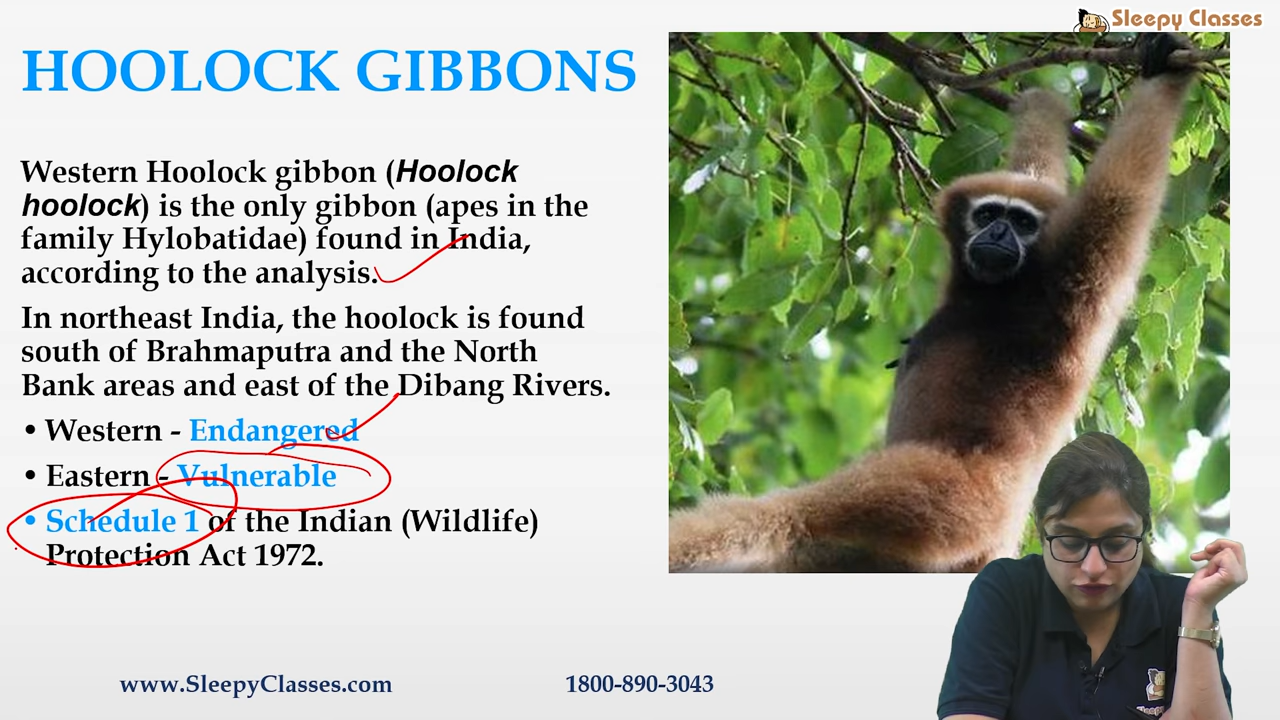 Sleepy Classes
HOOLOCK GIBBONS
Western Hoolock gibbon (Hoolock
hoolock) is the only gibbon (apes in the
family Hylobatidae) found in India,
according to the analysis.
In northeast India, the hoolock is found
south of Brahmaputra and the North
Bank areas and east of the Dibang Rivers.
• Western - Endangered
• Eastern - Vulnerable
• Schedule 1 of the Indian (Wildlife)
Protection Act 1972.
www.SleepyClasses.com
1800-890-3043